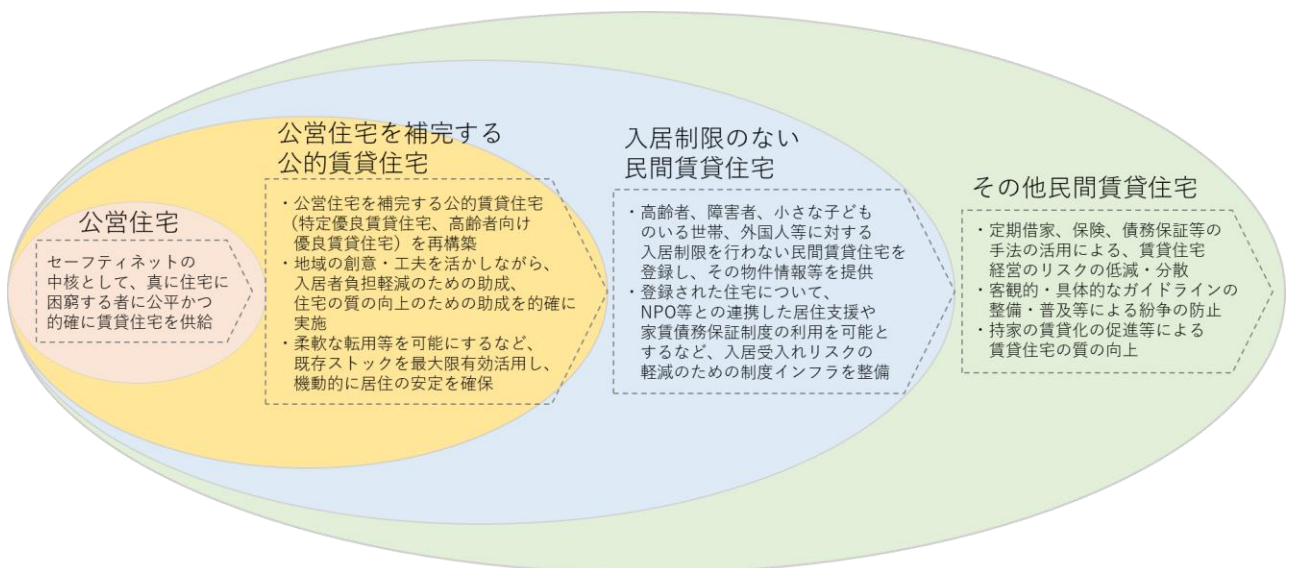 公営住宅
セーフティネットの
中核として、真に住宅に
困窮する者に公平かつ
的確に賃貸住宅を供給
公営住宅を補完する
公的賃貸住宅
・公営住宅を補完する公的賃貸住宅
（特定優良賃貸住宅、高齢者向け
優良賃貸住宅）を再構築
・地域の創意・工夫を活かしながら、
入居者負担軽減のための助成、
住宅の質の向上のための助成を的確に
実施
・柔軟な転用等を可能にするなど、
既存ストックを最大限有効活用し、
機動的に居住の安定を確保
入居制限のない
民間賃貸住宅
・高齢者、障害者、小さな子ども
のいる世帯、外国人等に対する
入居制限を行わない民間賃貸住宅を
登録し、その物件情報等を提供
・登録された住宅について、
NPO等との連携した居住支援や
家賃債務保証制度の利用を可能と
するなど、入居受入れリスクの
軽減のための制度インフラを整備
その他民間賃貸住宅
・定期借家、保険、債務保証等の
手法の活用による、賃貸住宅
経営のリスクの低減・分散
・客観的・具体的なガイドラインの
整備・普及等による紛争の防止
・持家の賃貸化の促進等による
賃貸住宅の質の向上